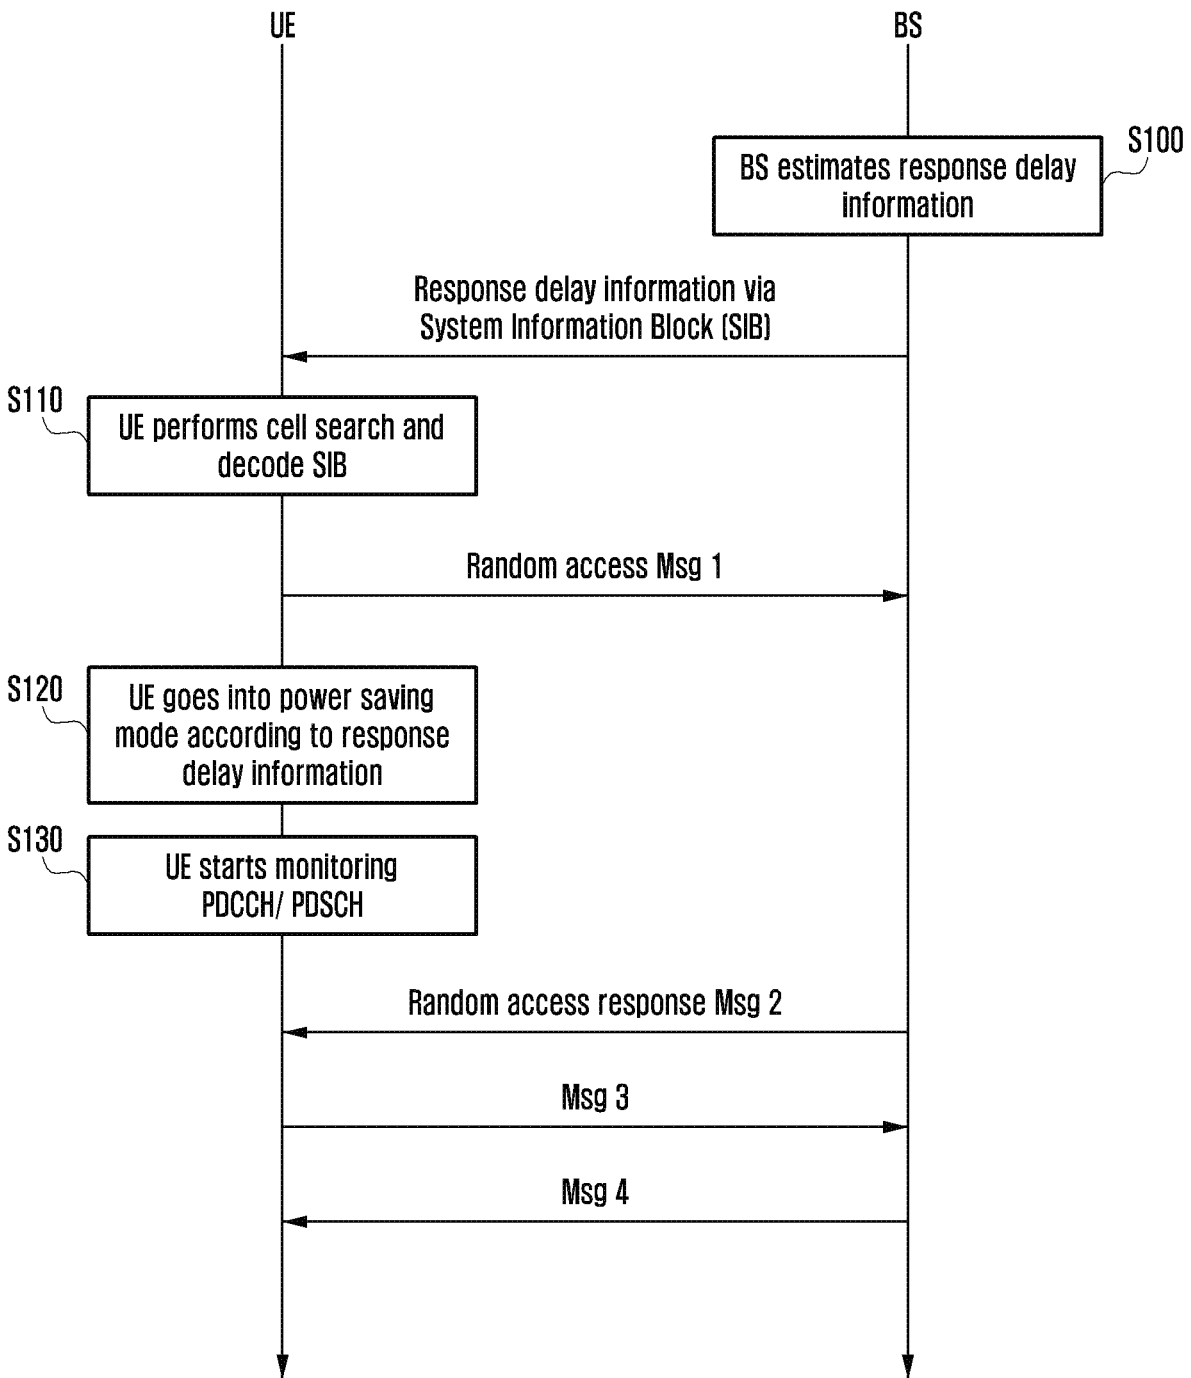 UE
BS
S100
BS estimates response delay
information
Response delay information via
System Information Block (SIB)
S110
UE performs cell search and
decode SIB
Random access Msg 1
S120
UE goes into power saving
mode according to response
delay information
S130
UE starts monitoring
PDCCH/ PDSCH
Random access response Msg 2
Msg 3
Msg 4